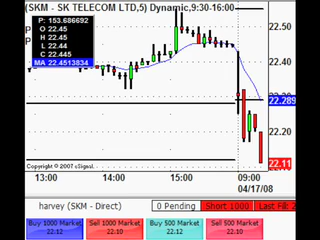 (SKM - SK TELECOM LTD,5) Dynamic,9:30-16:00
P: 153.686692
O 22.45
H 22.45
L 22.44
C 22.445
MA 22.4513834
22.50
22.40
22.289
22.20
22.11
Copyright © 2007 eSignal.
13:00
14:00
15:00
09:00
04/17/08
harvey (SKM - Direct)
0 Pending
Short 1000
Last Fill: 2
Buy 1000 Market
22.12
Sell 1000 Market
22.10
Buy 500 Market
22.12
Sell 500 Market
22.10